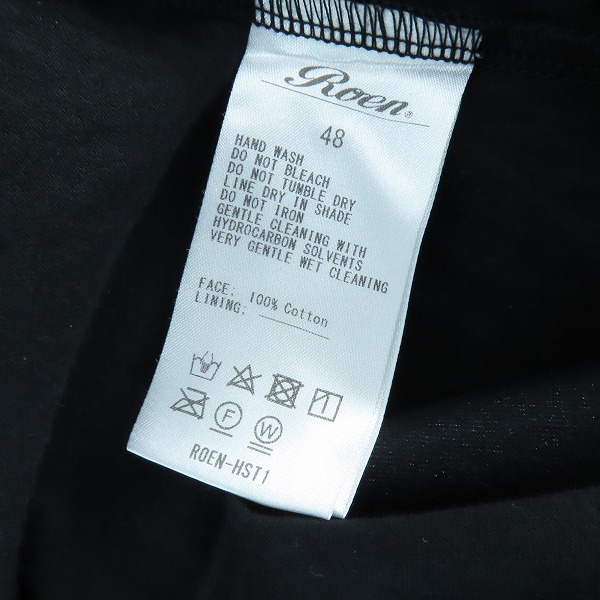 Roen®
48
HAND WASH
DO NOT BLEACH
DO NOT TUMBLE DRY
LINE DRY IN SHADE
DO NOT IRON
GENTLE CLEANING WITH
HYDROCARBON SOLVENTS
VERY GENTLE WET CLEANING
FACE: 100% Cotton
LINING:
F
W
ROEN-HST1